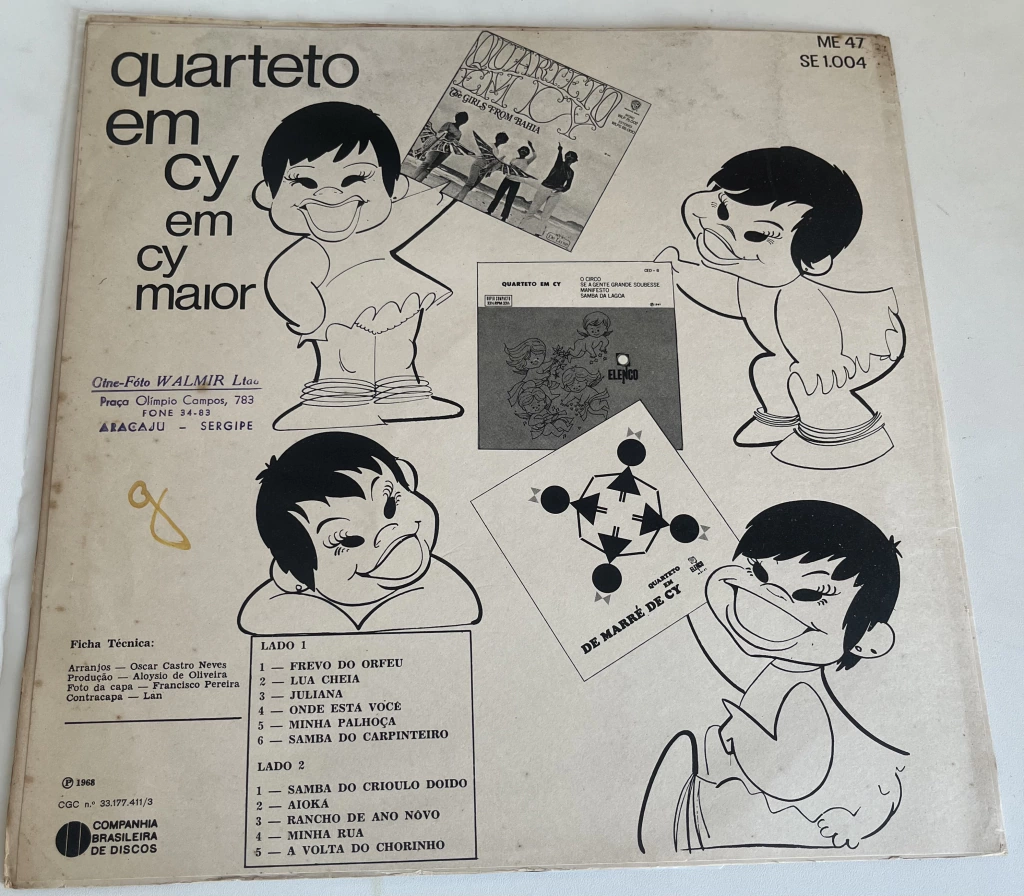 quarteto
em
cy
em
cy
maior
ME 47
SE 1.004
QUARTETO
EM CY
The GIRLS FROM BAHIA
CEO - 6
QUARTETO EM CY
O CIRCO
SE A GENTE GRANDE SOUBESSE
MANIFESTO
SAMBA DA LAGOA
ELENCO
QUARTETO
EM
DE MARRÉ DE CY
Cine-Fóto WALMIR Ltda
Praça Olímpio Campos, 783
FONE 34-83
ARACAJU — SERGIPE
g
Ficha Técnica:
Arranjos — Oscar Castro Neves
Produção — Aloysio de Oliveira
Foto da capa — Francisco Pereira
Contracapa — Lan
LADO 1
1 — FREVO DO ORFEU
2 — LUA CHEIA
3 — JULIANA
4 — ONDE ESTÁ VOCÊ
5 — MINHA PALHOÇA
6 — SAMBA DO CARPINTEIRO
LADO 2
1 — SAMBA DO CRIOULO DOIDO
2 — AIOKÁ
3 — RANCHO DE ANO NÔVO
4 — MINHA RUA
5 — A VOLTA DO CHORINHO
Ⓟ 1968
CGC n.º 33.177.411/3
COMPANHIA
BRASILEIRA
DE DISCOS